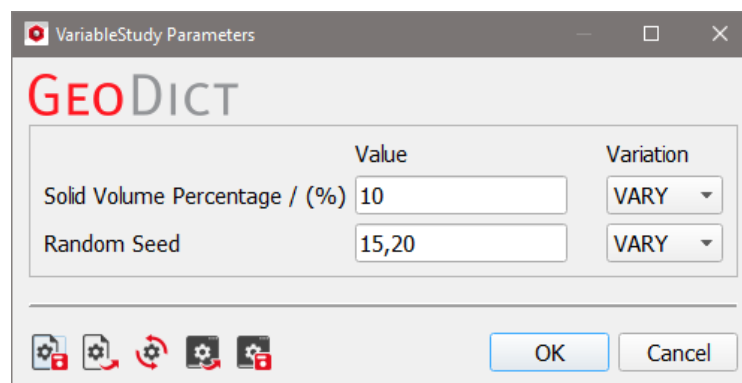 VariableStudy Parameters
GEODICT
Value Variation
Solid Volume Percentage / (%) 10 VARY
Random Seed 15,20 VARY
OK Cancel